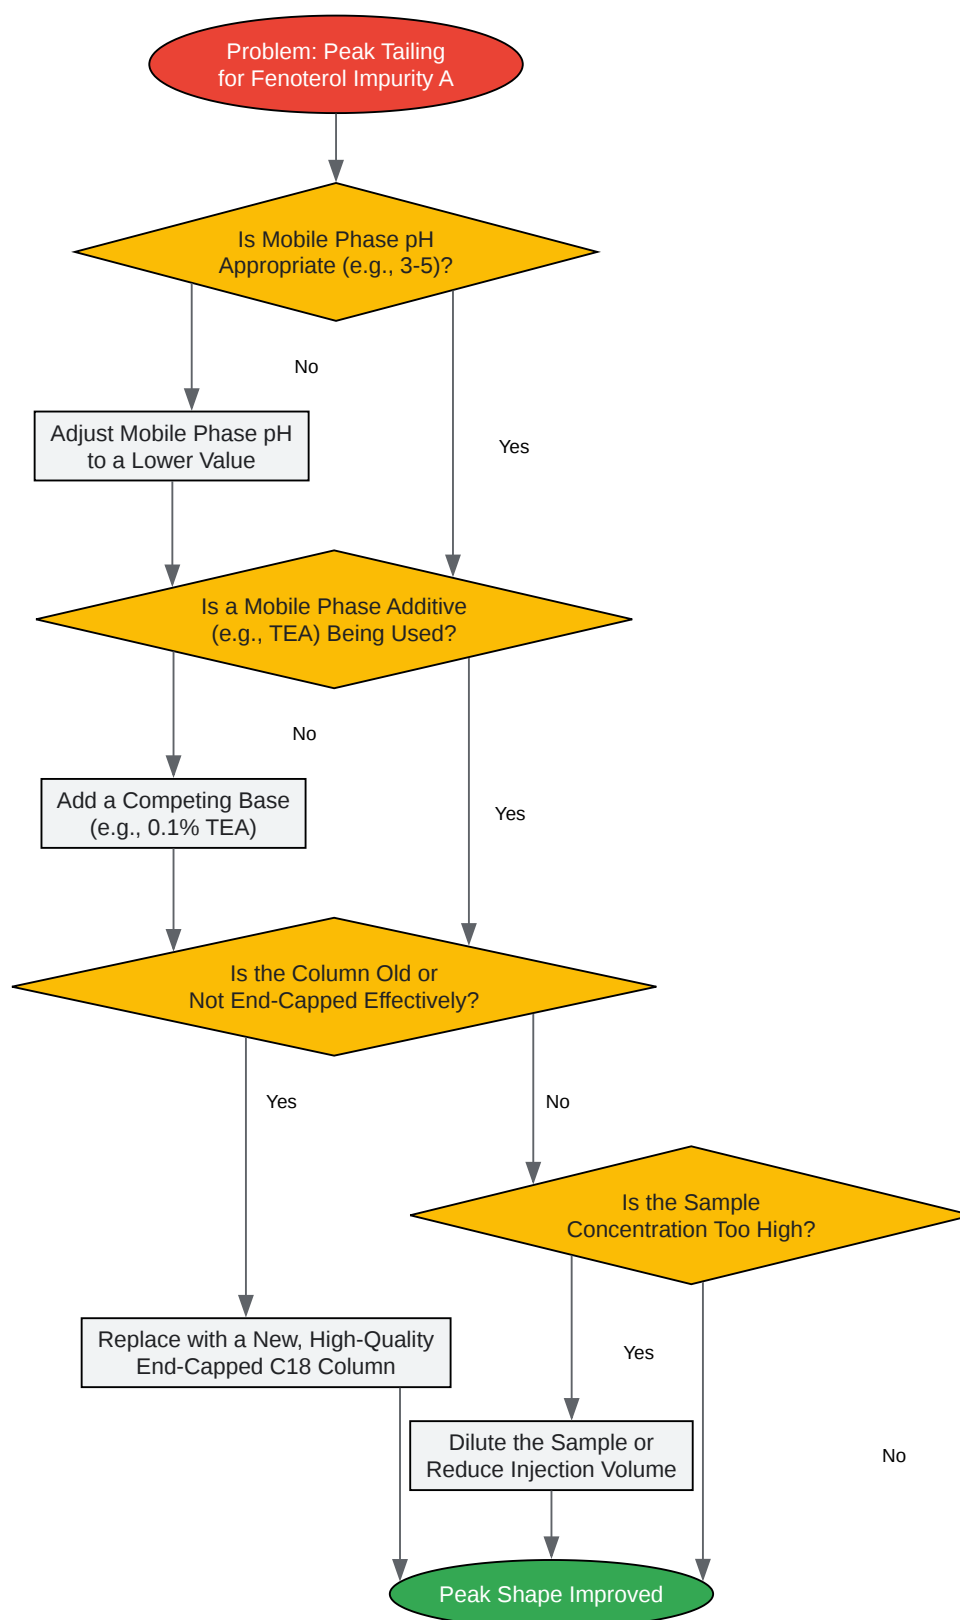 Problem: Peak Tailing
for Fenoterol Impurity A
Is Mobile Phase pH
Appropriate (e.g., 3-5)?
No
Adjust Mobile Phase pH
to a Lower Value
Yes
Is a Mobile Phase Additive
(e.g., TEA) Being Used?
No
Add a Competing Base
(e.g., 0.1% TEA)
Yes
Is the Column Old or
Not End-Capped Effectively?
Yes
No
Is the Sample
Concentration Too High?
Replace with a New, High-Quality
End-Capped C18 Column
Yes
Dilute the Sample or
Reduce Injection Volume
No
Peak Shape Improved